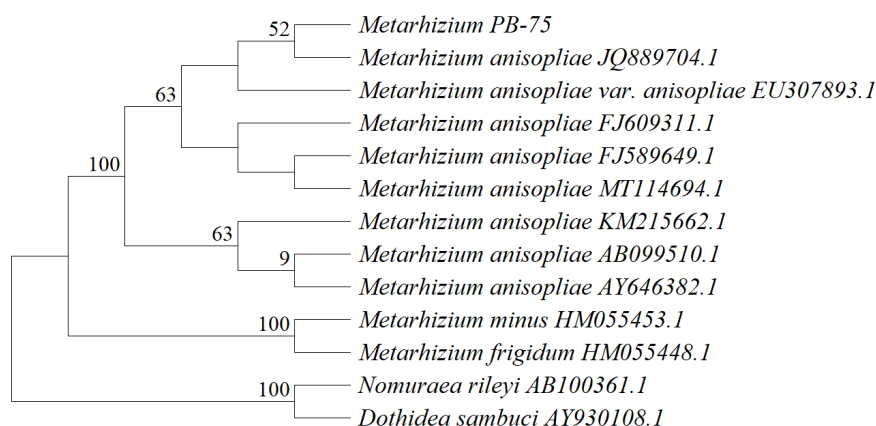 52
Metarhizium PB-75
Metarhizium anisopliae JQ889704.1
63
Metarhizium anisopliae var. anisopliae EU307893.1
Metarhizium anisopliae FJ609311.1
100
Metarhizium anisopliae FJ589649.1
Metarhizium anisopliae MT114694.1
63
Metarhizium anisopliae KM215662.1
9
Metarhizium anisopliae AB099510.1
Metarhizium anisopliae AY646382.1
100
Metarhizium minus HM055453.1
Metarhizium frigidum HM055448.1
100
Nomuraea rileyi AB100361.1
Dothidea sambuci AY930108.1